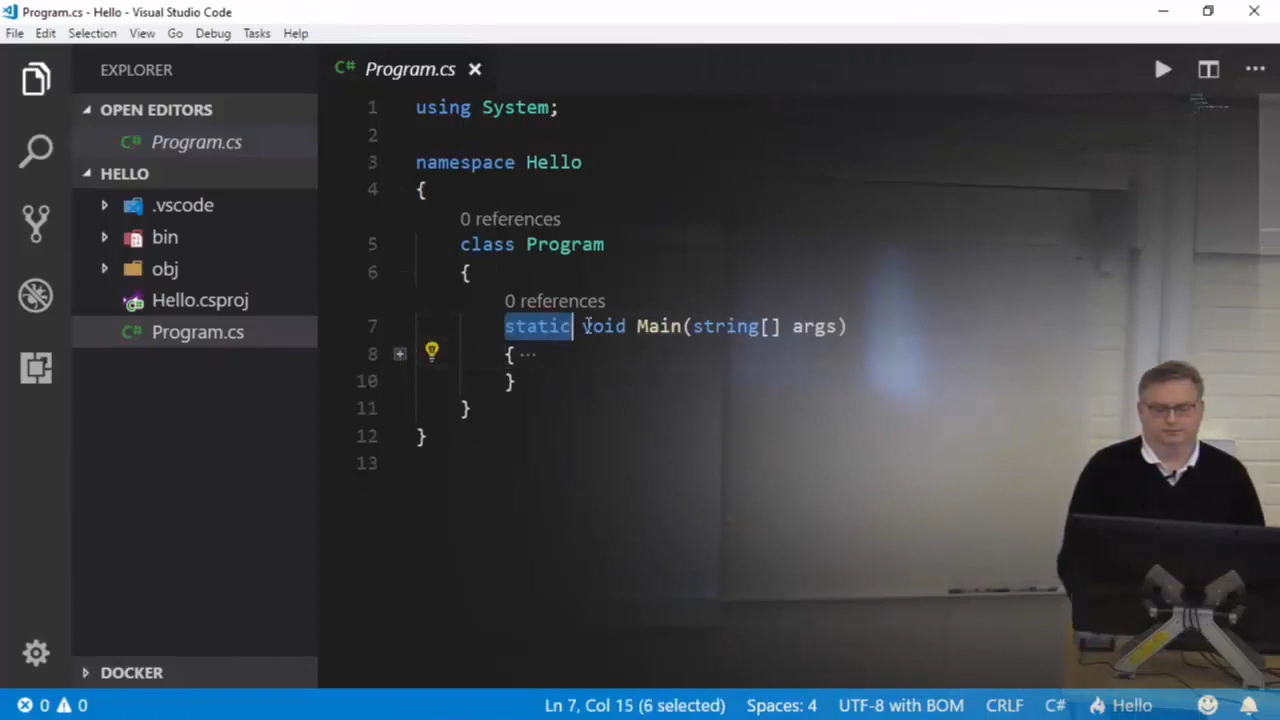 Program.cs - Hello - Visual Studio Code
File Edit Selection View Go Debug Tasks Help
EXPLORER
OPEN EDITORS
C# Program.cs
HELLO
.vscode
bin
obj
Hello.csproj
C# Program.cs
DOCKER
C# Program.cs
1 using System;
2
3 namespace Hello
4 {
0 references
5 class Program
6 {
0 references
7 static void Main(string[] args)
8 { ...
10 }
11 }
12 }
13
0 0 Ln 7, Col 15 (6 selected) Spaces: 4 UTF-8 with BOM CRLF C# Hello